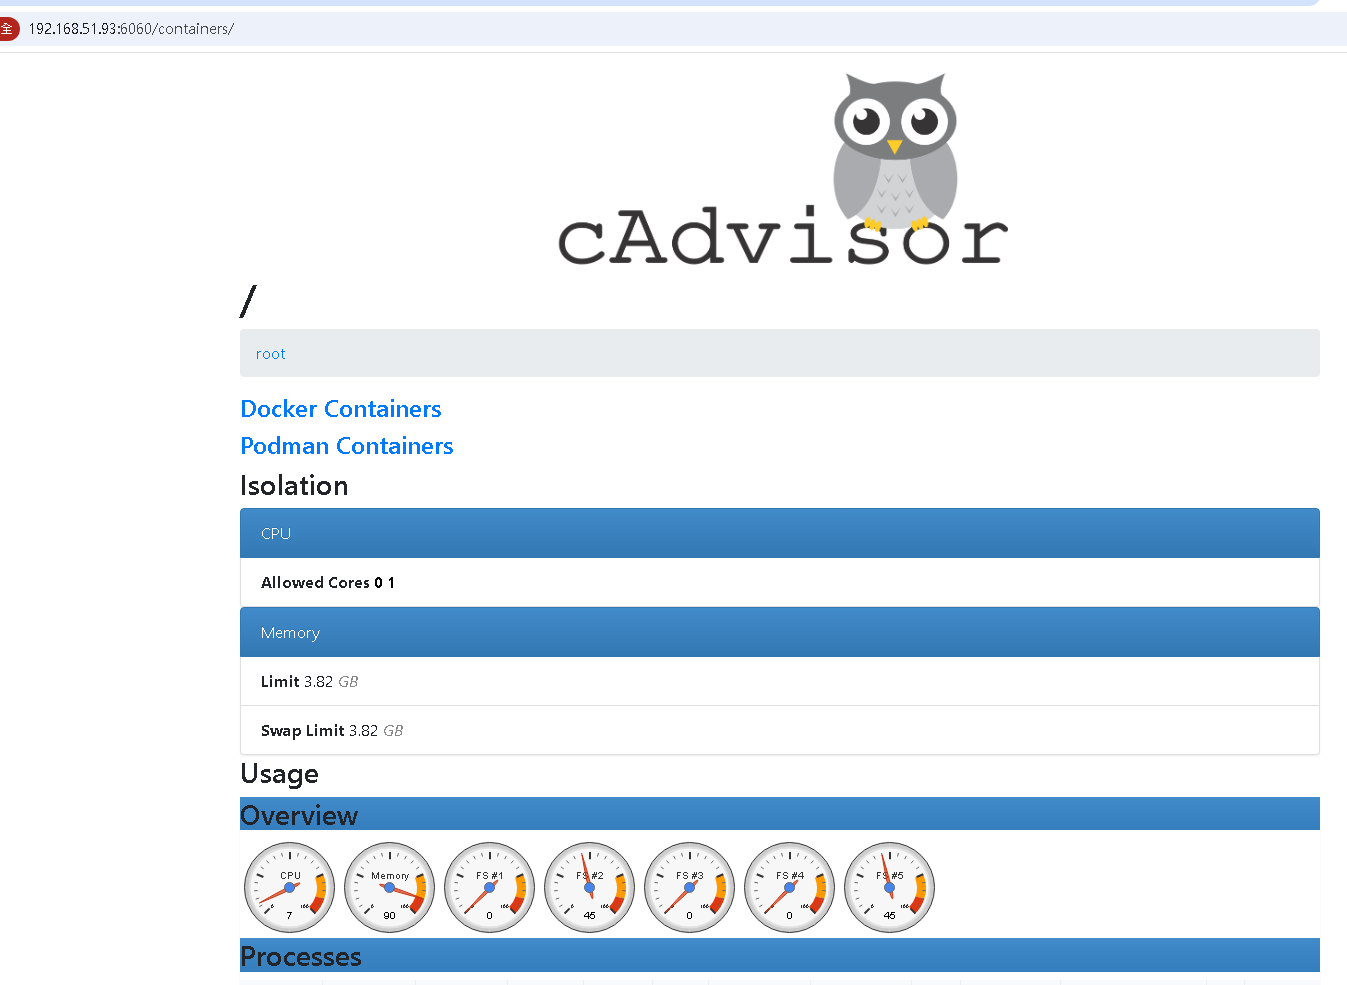 全 192.168.51.93:6060/containers/
cAdvisor
/
root
Docker Containers
Podman Containers
Isolation
CPU
Allowed Cores 0 1
Memory
Limit 3.82 GB
Swap Limit 3.82 GB
Usage
Overview
CPU Memory FS #1 FS #2 FS #3 FS #4 FS #5
7 90 0 45 0 0 45
Processes